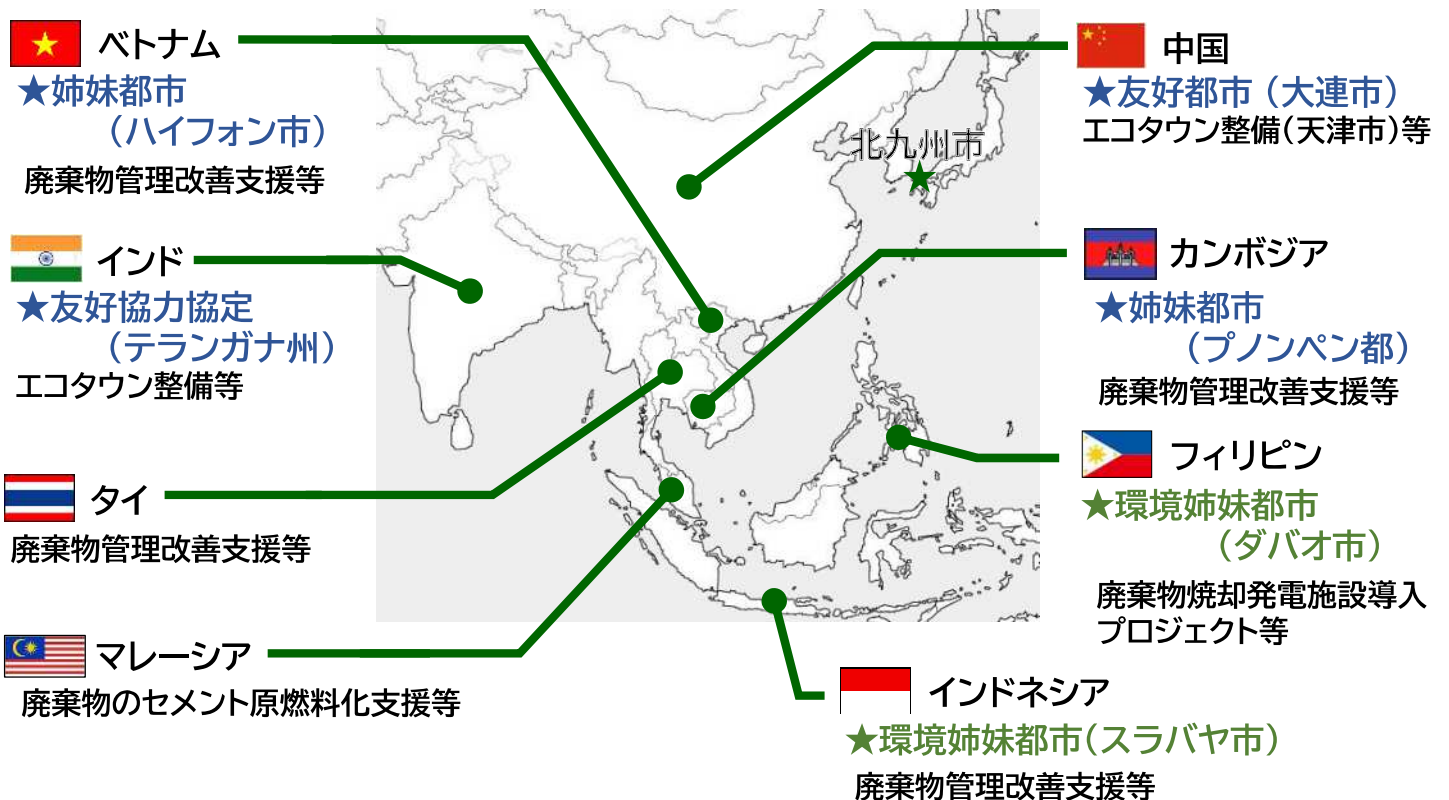 ベトナム
★姉妹都市
（ハイフォン市）
廃棄物管理改善支援等
インド
★友好協力協定
（テランガナ州）
エコタウン整備等
タイ
廃棄物管理改善支援等
マレーシア
廃棄物のセメント原燃料化支援等
北九州市
中国
★友好都市（大連市）
エコタウン整備（天津市）等
カンボジア
★姉妹都市
（プノンペン都）
廃棄物管理改善支援等
フィリピン
★環境姉妹都市
（ダバオ市）
廃棄物焼却発電施設導入
プロジェクト等
インドネシア
★環境姉妹都市（スラバヤ市）
廃棄物管理改善支援等